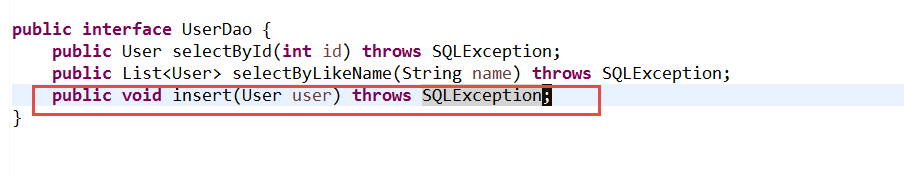 public interface UserDao {
public User selectById(int id) throws SQLException;
public List<User> selectByLikeName(String name) throws SQLException;
public void insert(User user) throws SQLException;
}